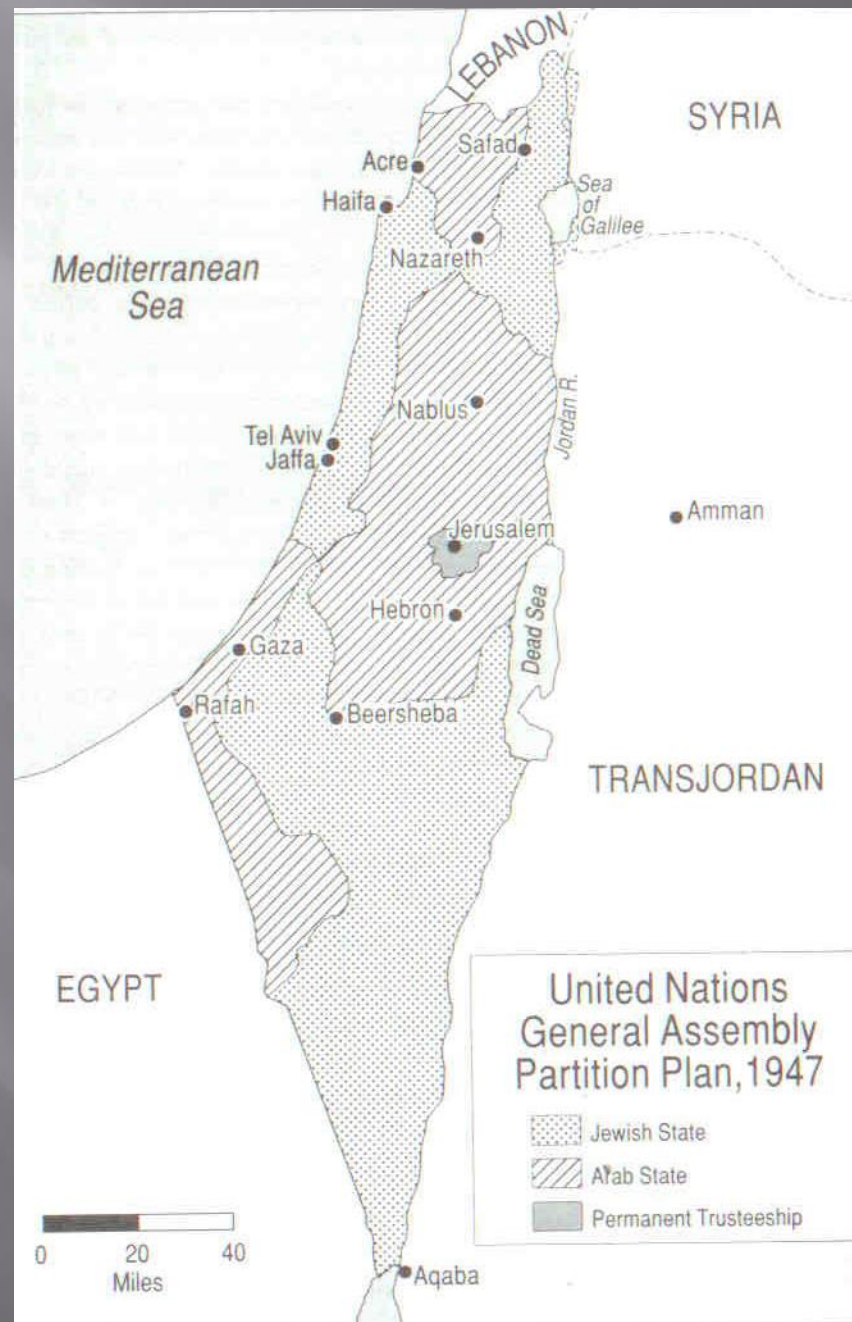 LEBANON
SYRIA
Safad
Acre
Haifa
Sea
of
Galilee
Nazareth
Mediterranean
Sea
Nablus
Jordan R.
Tel Aviv
Jaffa
Amman
Jerusalem
Hebron
Dead Sea
Gaza
Rafah
Beersheba
TRANSJORDAN
EGYPT
United Nations
General Assembly
Partition Plan, 1947
Jewish State
Arab State
Permanent Trusteeship
0 20 40
Miles
Aqaba